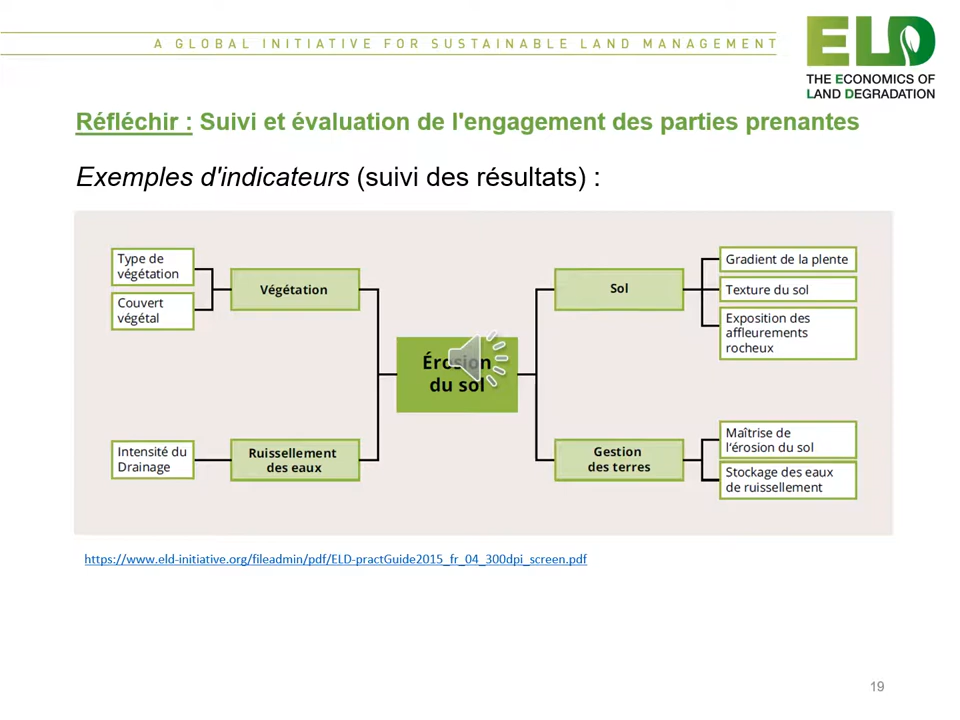 A GLOBAL INITIATIVE FOR SUSTAINABLE LAND MANAGEMENT
ELD
THE ECONOMICS OF
LAND DEGRADATION
Réfléchir : Suivi et évaluation de l'engagement des parties prenantes
Exemples d'indicateurs (suivi des résultats) :
Type de
végétation
Couvert
végétal
Végétation
Intensité du
Drainage
Ruissellement
des eaux
Érosion
du sol
Sol
Gradient de la plente
Texture du sol
Exposition des
affleurements
rocheux
Gestion
des terres
Maîtrise de
l'érosion du sol
Stockage des eaux
de ruissellement
https://www.eld-initiative.org/fileadmin/pdf/ELD-practGuide2015_fr_04_300dpi_screen.pdf
19